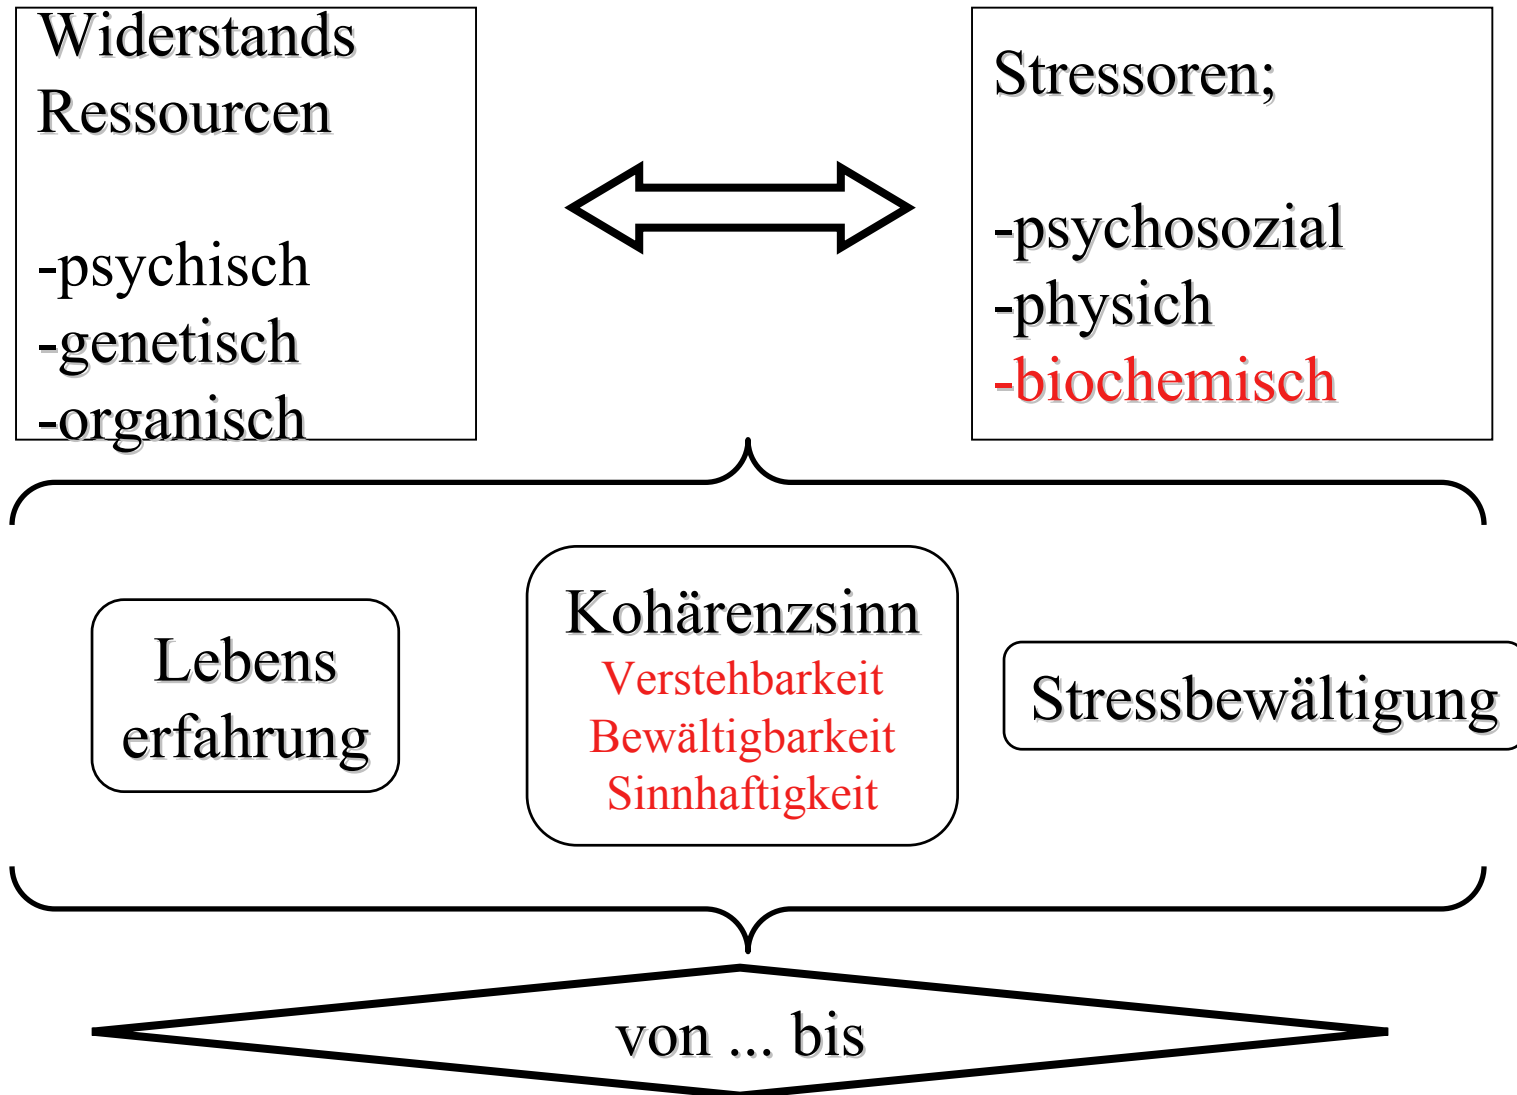 Widerstands
Ressourcen
-psychisch
-genetisch
-organisch
Stressoren;
-psychosozial
-physich
-biochemisch
Lebens
erfahrung
Kohärenzsinn
Verstehbarkeit
Bewältigbarkeit
Sinnhaftigkeit
Stressbewältigung
von ... bis